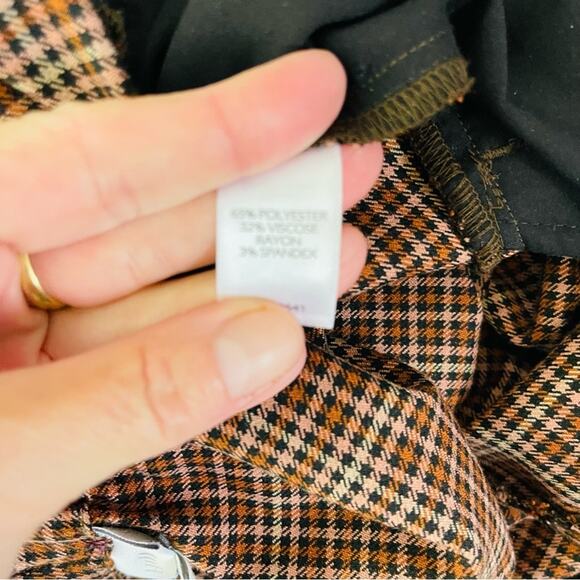 65% POLYESTER
32% VISCOSE
RAYON
3% SPANDEX